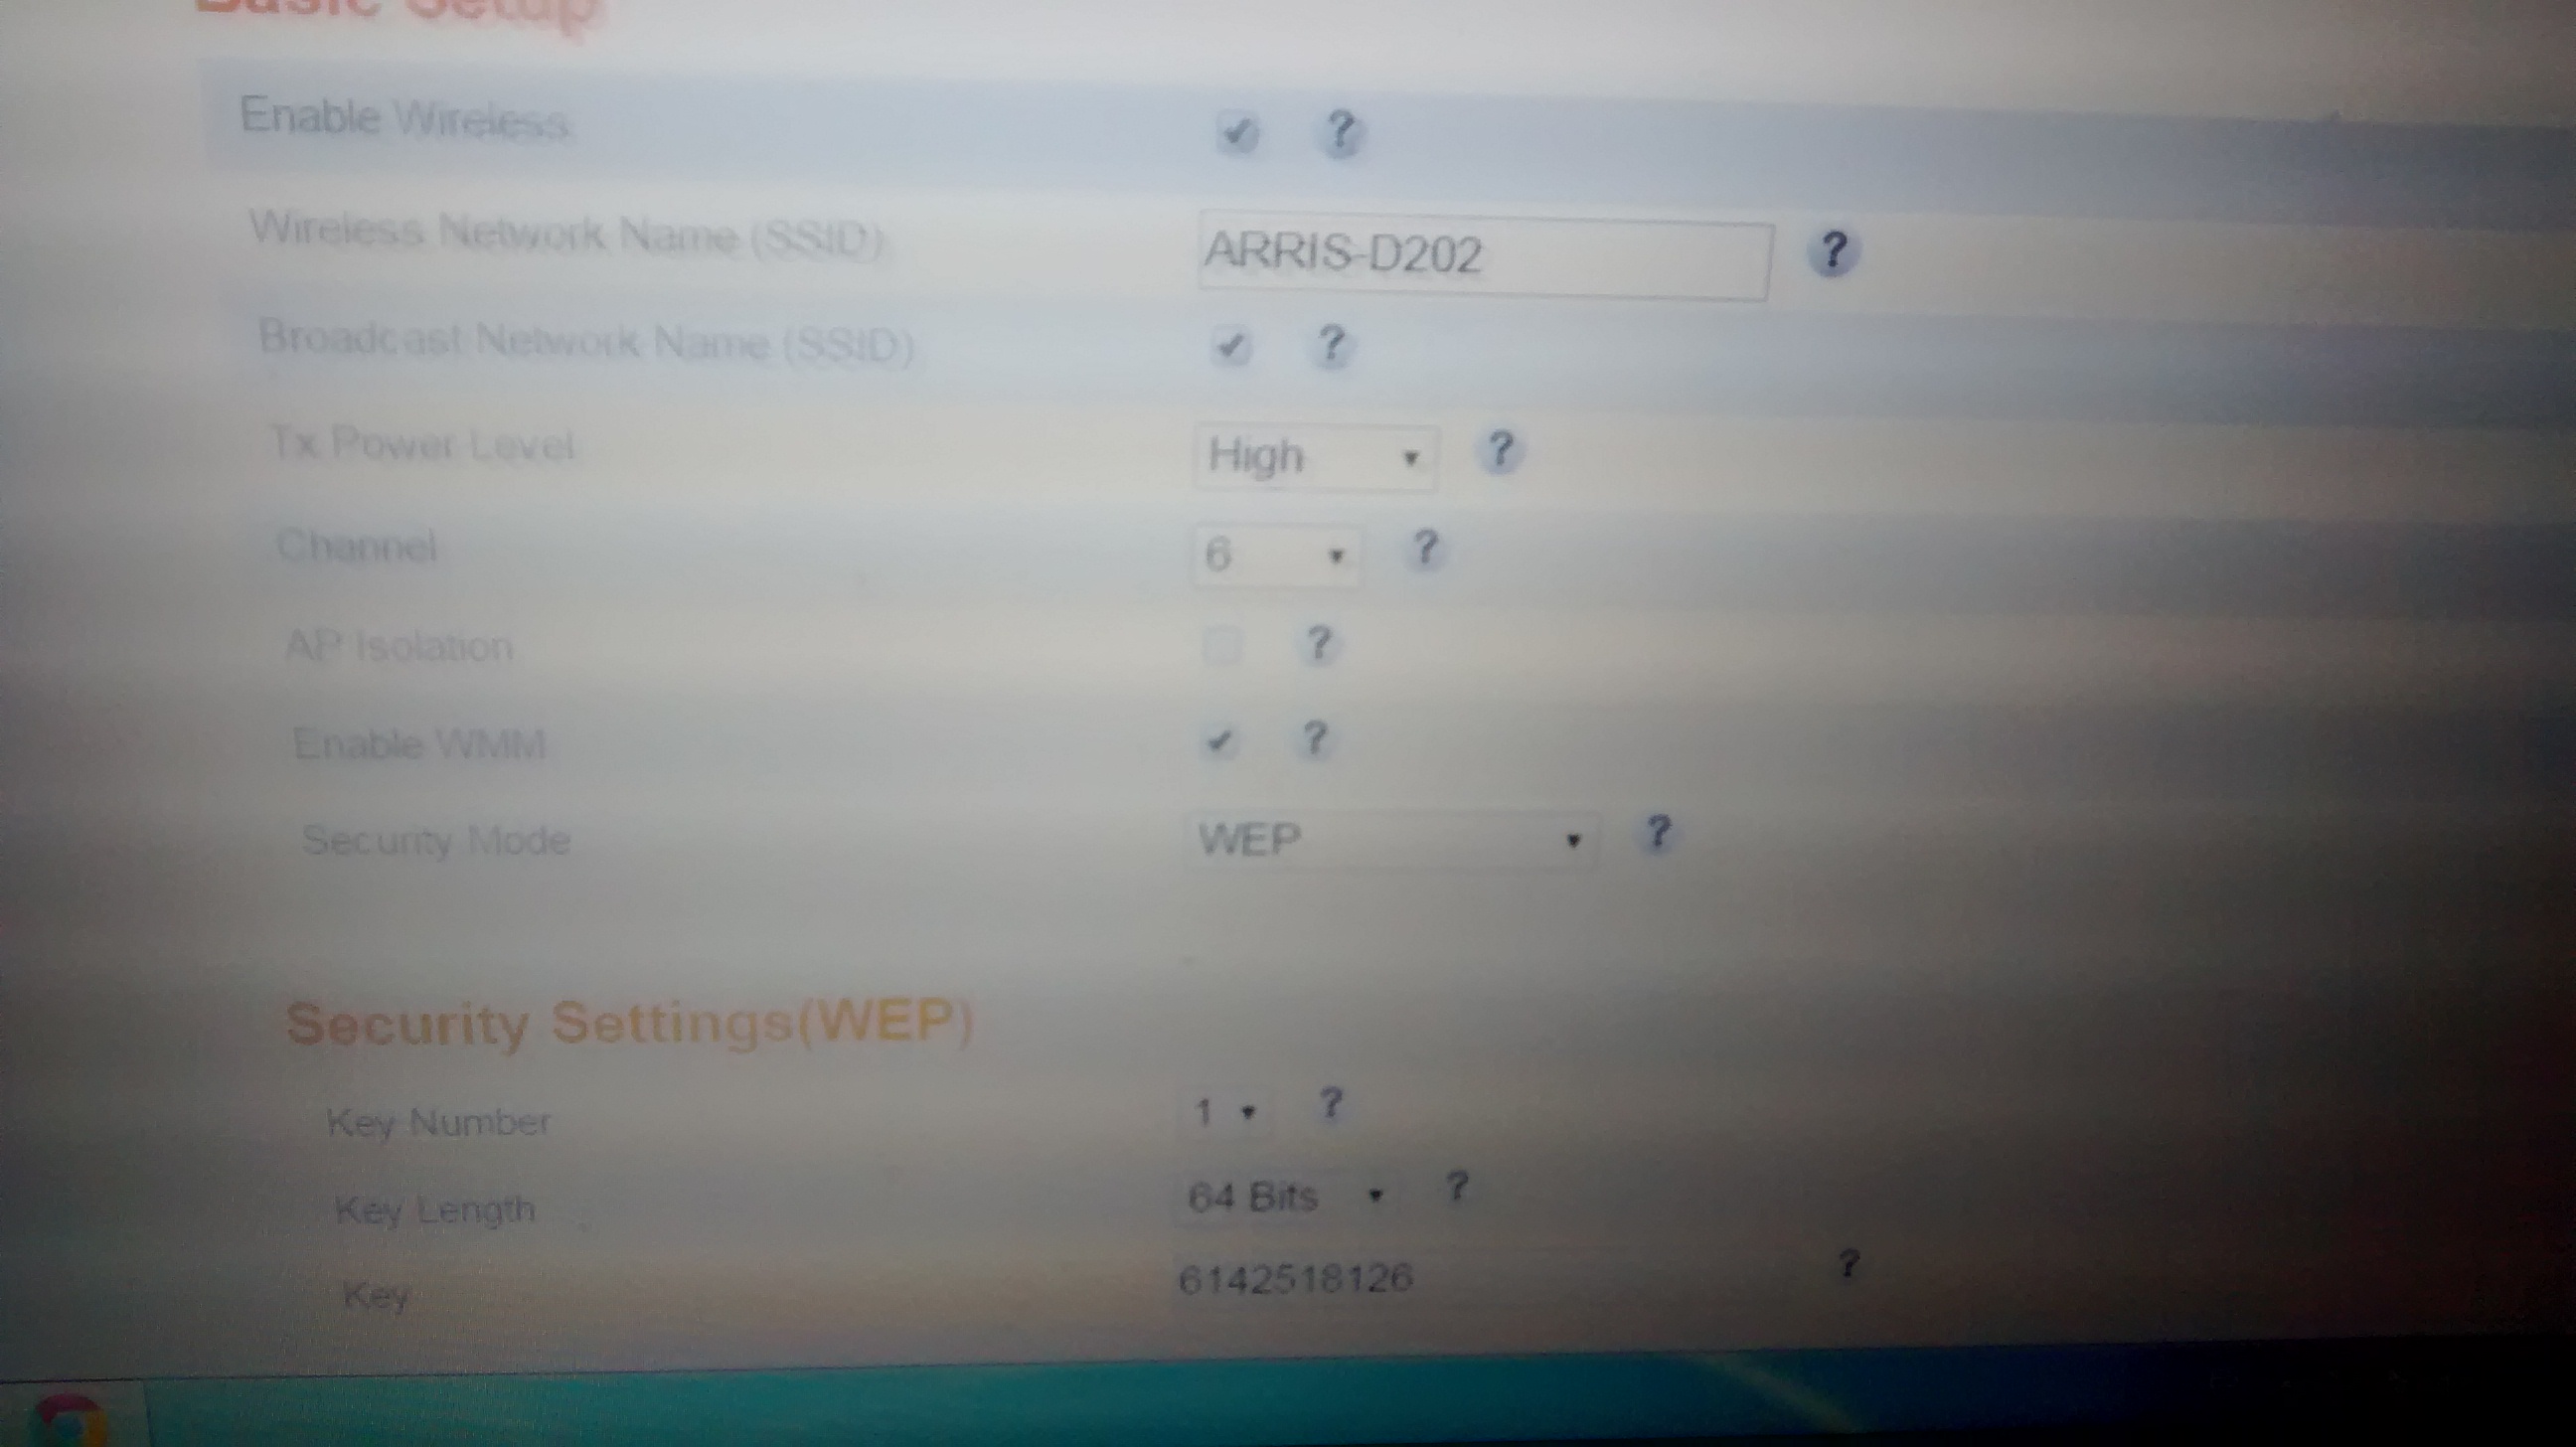 Basic Setup
Enable Wireless ?
Wireless Network Name (SSID) ARRIS-D202 ?
Broadcast Network Name (SSID) ?
Tx Power Level High ?
Channel 6 ?
AP Isolation ?
Enable WMM ?
Security Mode WEP ?
Security Settings(WEP)
Key Number 1 ?
Key Length 64 Bits ?
Key 6142518126 ?